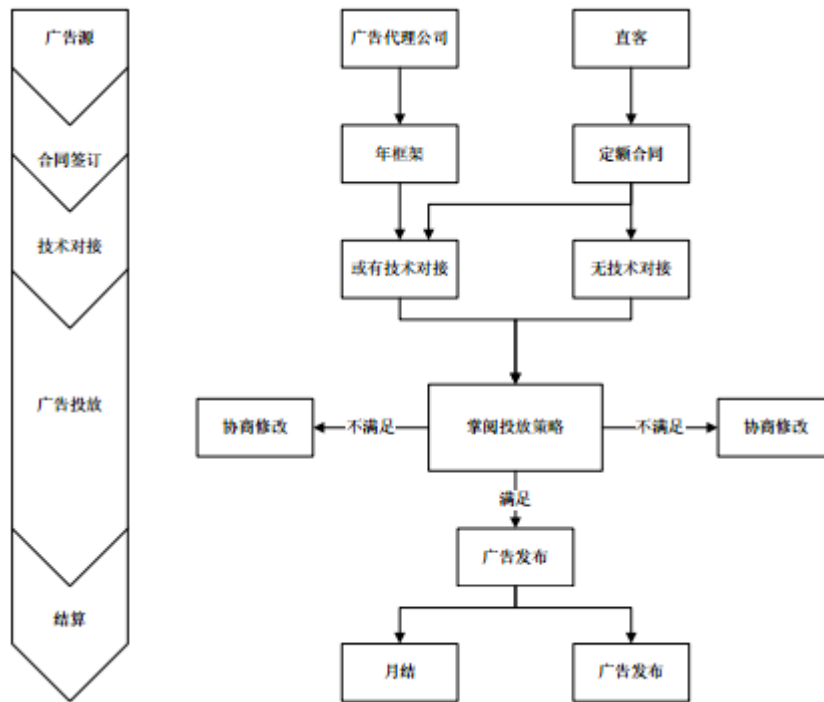 广告源
广告代理公司
直客
合同签订
年框架
定额合同
技术对接
或有技术对接
无技术对接
广告投放
协商修改
不满足
掌阅投放策略
不满足
协商修改
满足
广告发布
结算
月结
广告发布